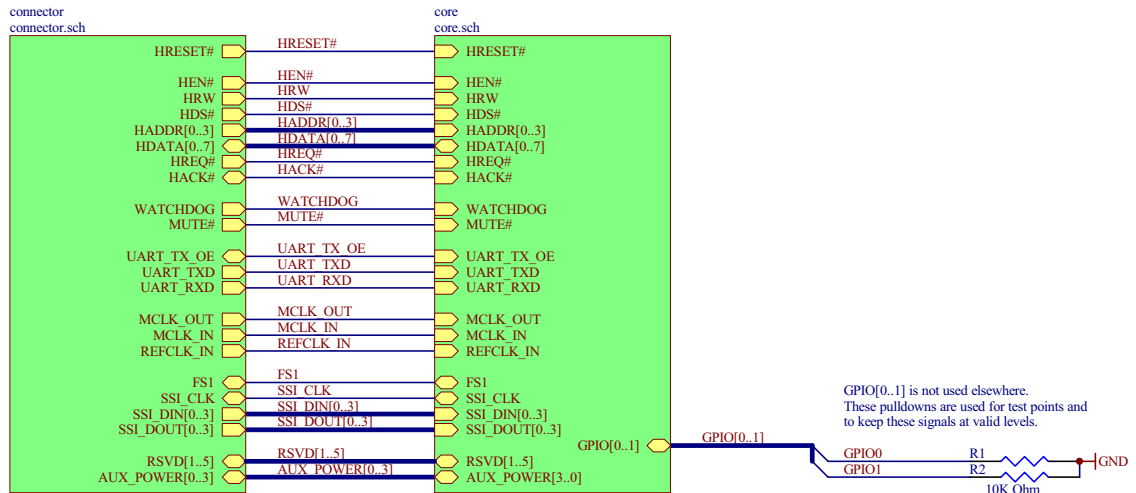 connector
connector.sch
core
core.sch
HRESET# HRESET# HRESET#
HEN# HEN# HEN#
HRW HRW HRW
HDS# HDS# HDS#
HADDR[0..3] HADDR[0..3] HADDR[0..3]
HDATA[0..7] HDATA[0..7] HDATA[0..7]
HREQ# HREQ# HREQ#
HACK# HACK# HACK#
WATCHDOG WATCHDOG WATCHDOG
MUTE# MUTE# MUTE#
UART_TX_OE UART_TX_OE UART_TX_OE
UART_TXD UART_TXD UART_TXD
UART_RXD UART_RXD UART_RXD
MCLK_OUT MCLK_OUT MCLK_OUT
MCLK_IN MCLK_IN MCLK_IN
REFCLK_IN REFCLK_IN REFCLK_IN
FS1 FS1 FS1
SSI_CLK SSI_CLK SSI_CLK
SSI_DIN[0..3] SSI_DIN[0..3] SSI_DIN[0..3]
SSI_DOUT[0..3] SSI_DOUT[0..3] SSI_DOUT[0..3]
RSVD[1..5] RSVD[1..5] RSVD[1..5]
AUX_POWER[0..3] AUX_POWER[0..3] AUX_POWER[3..0]
GPIO[0..1] GPIO[0..1]
GPIO[0..1] is not used elsewhere.
These pulldowns are used for test points and
to keep these signals at valid levels.
GPIO0 R1
GPIO1 R2
10K Ohm
GND